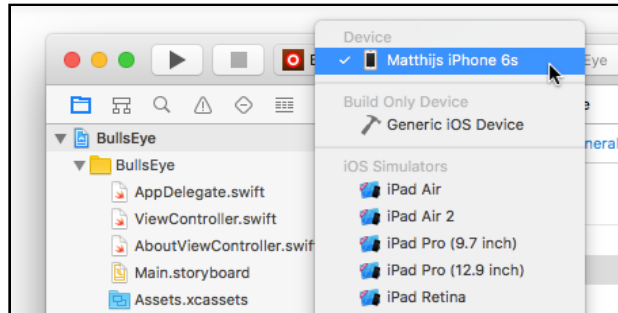 Device
Matthijs iPhone 6s
Eye
Build Only Device
Generic iOS Device
neral
iOS Simulators
iPad Air
iPad Air 2
iPad Pro (9.7 inch)
iPad Pro (12.9 inch)
iPad Retina
BullsEye
BullsEye
AppDelegate.swift
ViewController.swift
AboutViewController.swif
Main.storyboard
Assets.xcassets